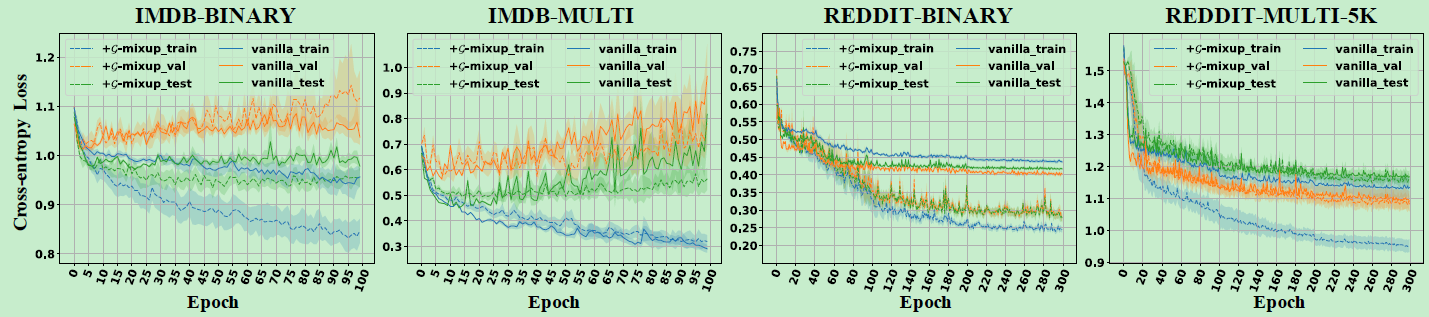 IMDB-BINARY
Cross-entropy Loss
1.2
1.1
1.0
0.9
0.8
+𝒢-mixup_train
+𝒢-mixup_val
+𝒢-mixup_test
vanilla_train
vanilla_val
vanilla_test
0 5 10 15 20 25 30 35 40 45 50 55 60 65 70 75 80 85 90 95 100
Epoch
IMDB-MULTI
1.0
0.9
0.8
0.7
0.6
0.5
0.4
0.3
+𝒢-mixup_train
+𝒢-mixup_val
+𝒢-mixup_test
vanilla_train
vanilla_val
vanilla_test
0 5 10 15 20 25 30 35 40 45 50 55 60 65 70 75 80 85 90 95 100
Epoch
REDDIT-BINARY
0.75
0.70
0.65
0.60
0.55
0.50
0.45
0.40
0.35
0.30
0.25
0.20
+𝒢-mixup_train
+𝒢-mixup_val
+𝒢-mixup_test
vanilla_train
vanilla_val
vanilla_test
0 20 40 60 80 100 120 140 160 180 200 220 240 260 280 300
Epoch
REDDIT-MULTI-5K
1.5
1.4
1.3
1.2
1.1
1.0
0.9
+𝒢-mixup_train
+𝒢-mixup_val
+𝒢-mixup_test
vanilla_train
vanilla_val
vanilla_test
0 20 40 60 80 100 120 140 160 180 200 220 240 260 280 300
Epoch